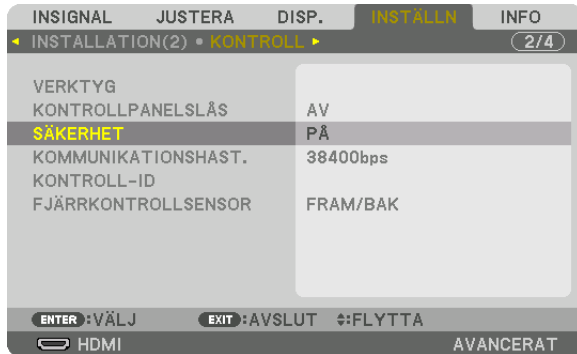 INSIGNAL JUSTERA DISP. INSTÄLLN INFO
INSTALLATION(2) • KONTROLL 2/4
VERKTYG
KONTROLLPANELSLÅS AV
SÄKERHET PÅ
KOMMUNIKATIONSHAST. 38400bps
KONTROLL-ID
FJÄRRKONTROLLSENSOR FRAM/BAK
ENTER :VÄLJ EXIT :AVSLUT :FLYTTA
HDMI AVANCERAT